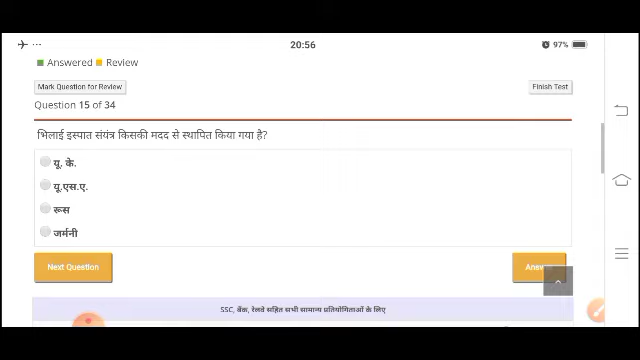 20:56
97%
Answered Review
Mark Question for Review
Finish Test
Question 15 of 34
भिलाई इस्पात संयंत्र किसकी मदद से स्थापित किया गया है?
यू. के.
यू.एस.ए.
रूस
जर्मनी
Next Question
SSC, बैंक, रेलवे सहित सभी सामान्य प्रतियोगिताओं के लिए